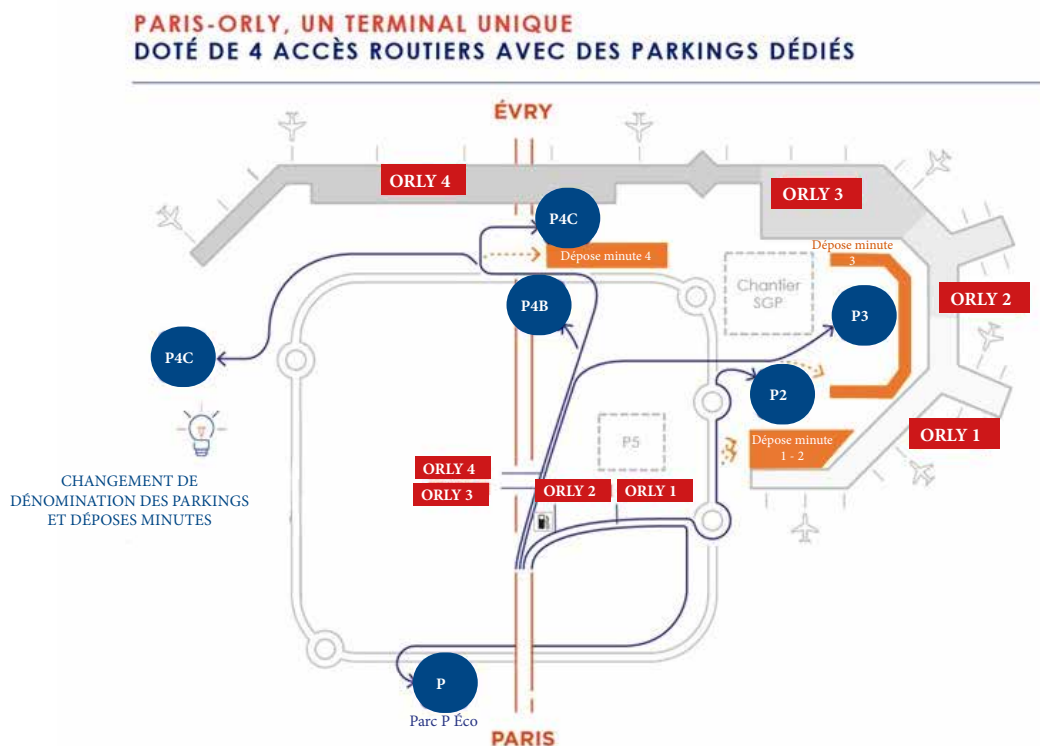 PARIS-ORLY, UN TERMINAL UNIQUE
DOTÉ DE 4 ACCÈS ROUTIERS AVEC DES PARKINGS DÉDIÉS
ÉVRY
ORLY 4
ORLY 3
P4C
Dépose minute 4
Dépose minute
3
Chantier
SGP
ORLY 2
P4B
P3
P4C
P2
ORLY 1
P5
Dépose minute
1 - 2
CHANGEMENT DE
DÉNOMINATION DES PARKINGS
ET DÉPOSES MINUTES
ORLY 4
ORLY 3
ORLY 2
ORLY 1
P
Parc P Éco
PARIS